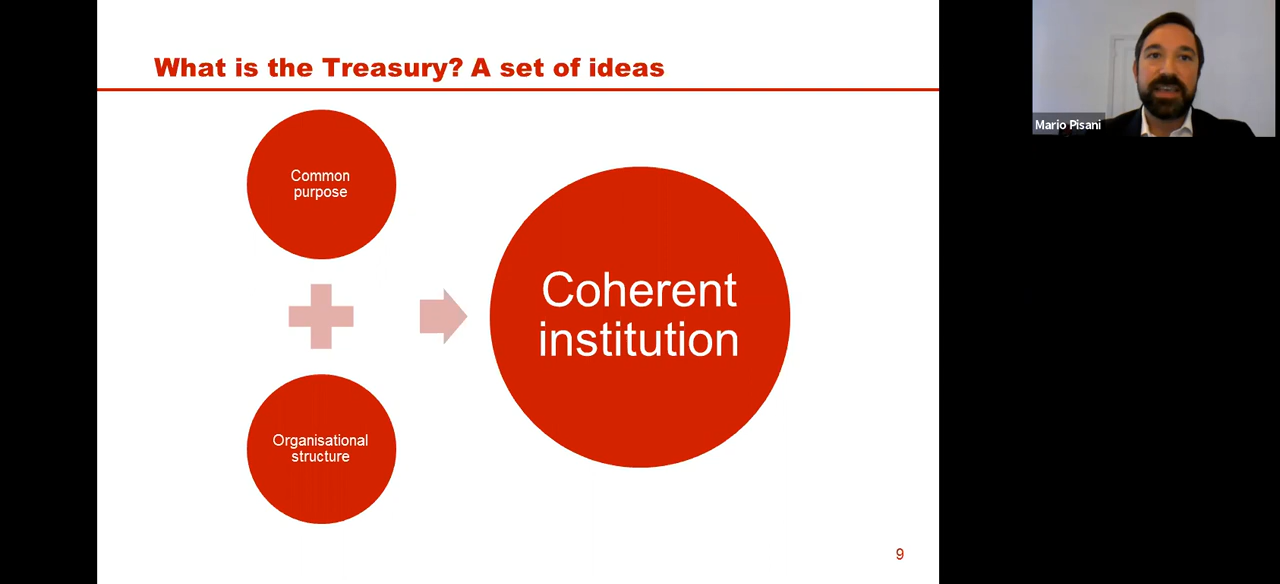 What is the Treasury? A set of ideas
Common
purpose
Organisational
structure
Coherent
institution
9
Mario Pisani